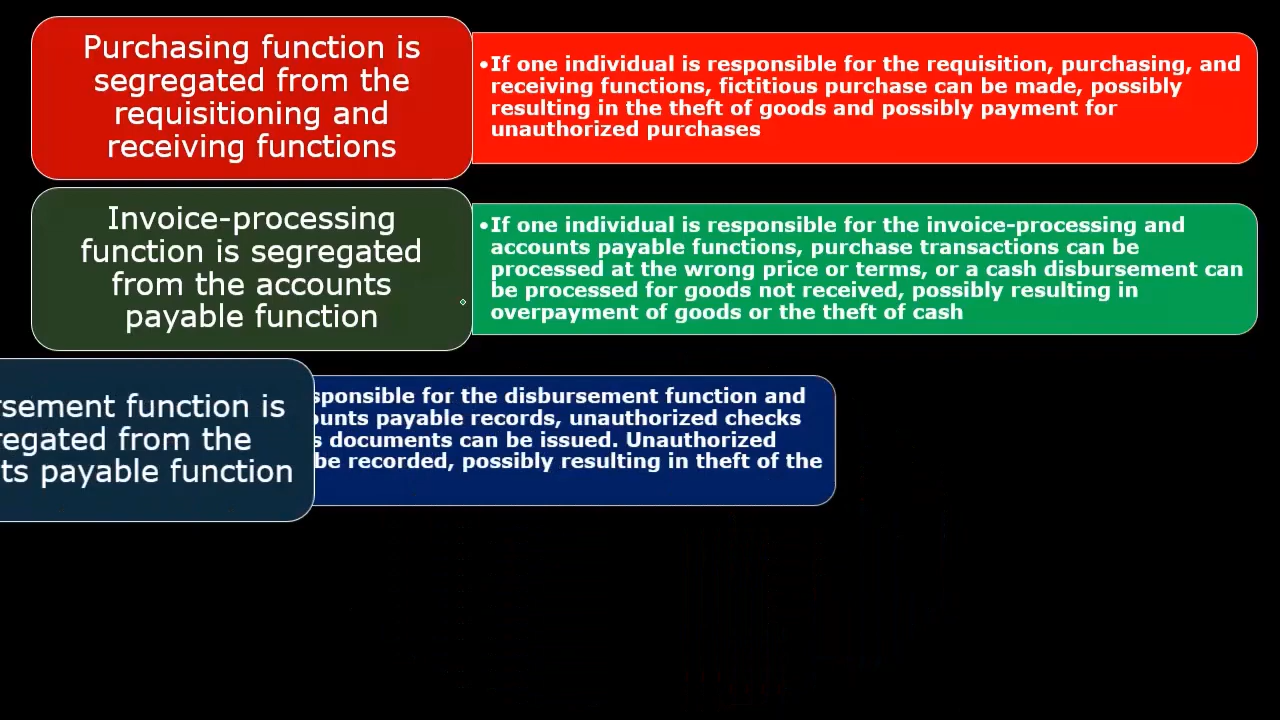 Purchasing function is
segregated from the
requisitioning and
receiving functions
•If one individual is responsible for the requisition, purchasing, and
receiving functions, fictitious purchase can be made, possibly
resulting in the theft of goods and possibly payment for
unauthorized purchases
Invoice-processing
function is segregated
from the accounts
payable function
•If one individual is responsible for the invoice-processing and
accounts payable functions, purchase transactions can be
processed at the wrong price or terms, or a cash disbursement can
be processed for goods not received, possibly resulting in
overpayment of goods or the theft of cash
function is
from the
payable function
for the disbursement function and
payable records, unauthorized checks
documents can be issued. Unauthorized
be recorded, possibly resulting in theft of the